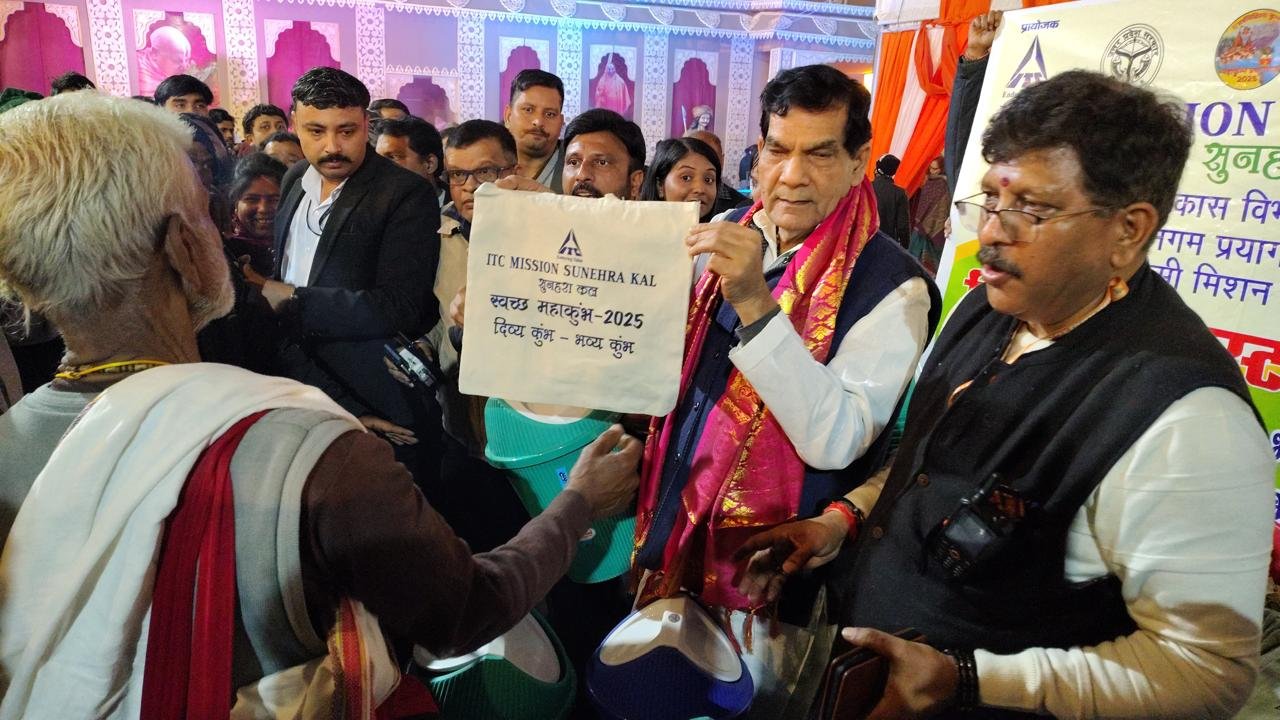 ITC MISSION SUNEHRA KAL
सुनहरा कल
स्वच्छ महाकुंभ-2025
दिव्य कुंभ - भव्य कुंभ
प्रायोजक
2025
ION
सुनह
कास विभ
गम प्रयाग
मी मिशन